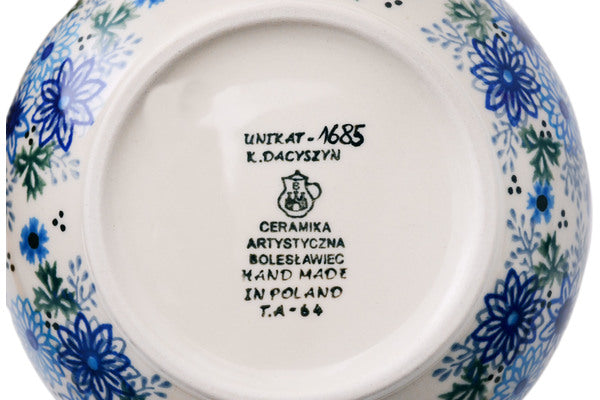 UNIKAT-1685
K.DACYSZYN
B
CERAMIKA
ARTYSTYCZNA
BOLESŁAWIEC
HAND MADE
IN POLAND
T.A-64